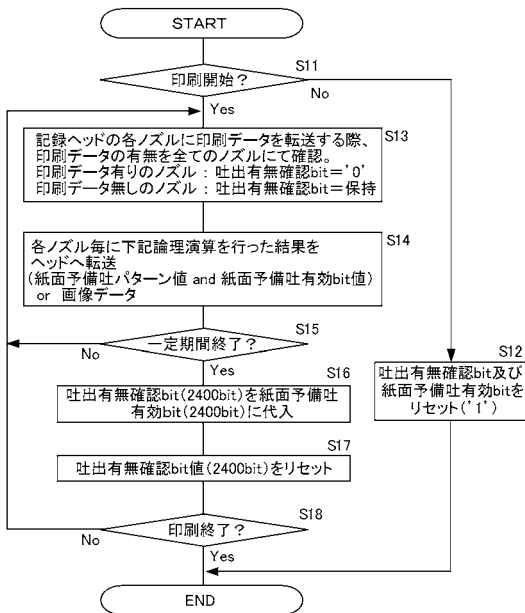 START
S11
印刷開始？
No
Yes
S13
記録ヘッドの各ノズルに印刷データを転送する際、
印刷データの有無を全てのノズルにて確認。
印刷データ有りのノズル：吐出有無確認bit＝'0'
印刷データ無しのノズル：吐出有無確認bit＝保持
S14
各ノズル毎に下記論理演算を行った結果を
ヘッドへ転送
(紙面予備吐パターン値 and 紙面予備吐有効bit値)
or 画像データ
S15
一定期間終了？
No
Yes
S16
吐出有無確認bit(2400bit)を紙面予備吐
有効bit(2400bit)に代入
S12
吐出有無確認bit及び
紙面予備吐有効bitを
リセット('1')
S17
吐出有無確認bit値(2400bit)をリセット
S18
印刷終了？
No
Yes
END